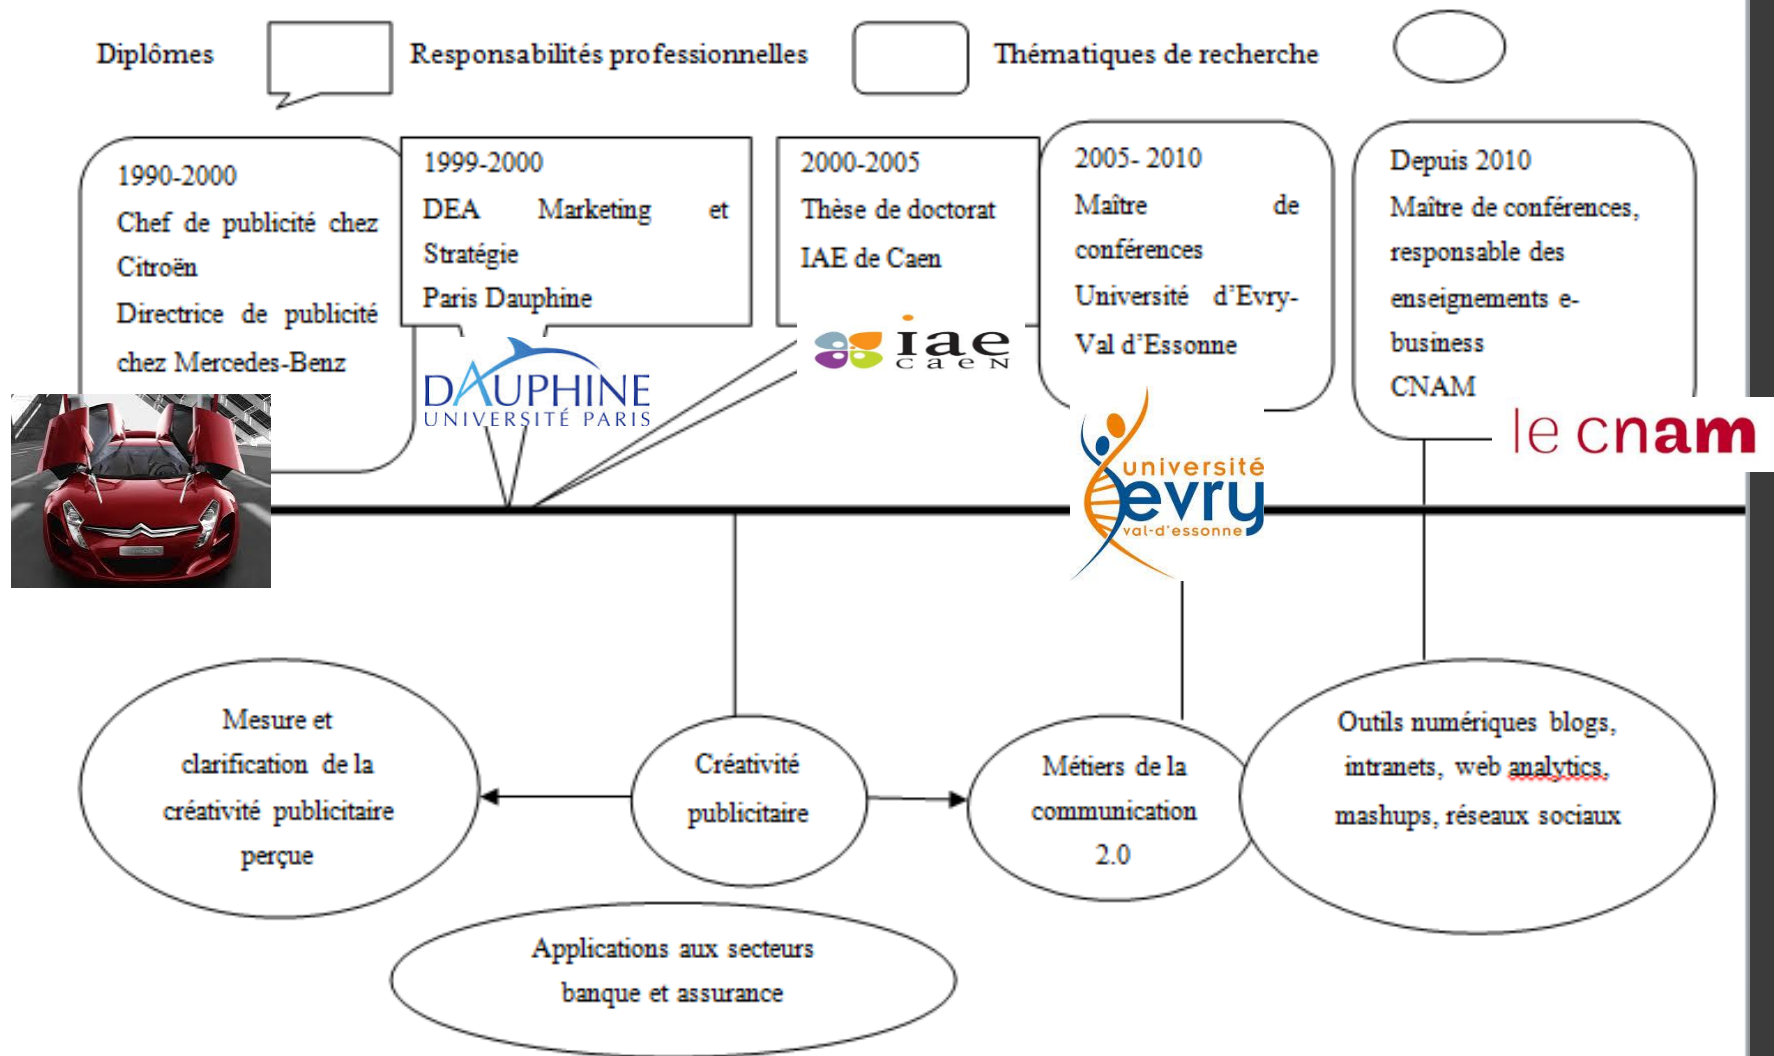 Diplômes
Responsabilités professionnelles
Thématiques de recherche
1990-2000
Chef de publicité chez
Citroën
Directrice de publicité
chez Mercedes-Benz
1999-2000
DEA Marketing et
Stratégie
Paris Dauphine
DAUPHINE
UNIVERSITÉ PARIS
2000-2005
Thèse de doctorat
IAE de Caen
iae
caen
2005- 2010
Maître de
conférences
Université d’Evry-
Val d’Essonne
université
evry
val-d'essonne
Depuis 2010
Maître de conférences,
responsable des
enseignements e-
business
CNAM
le cnam
Mesure et
clarification de la
créativité publicitaire
perçue
Créativité
publicitaire
Métiers de la
communication
2.0
Outils numériques blogs,
intranets, web analytics,
mashups, réseaux sociaux
Applications aux secteurs
banque et assurance